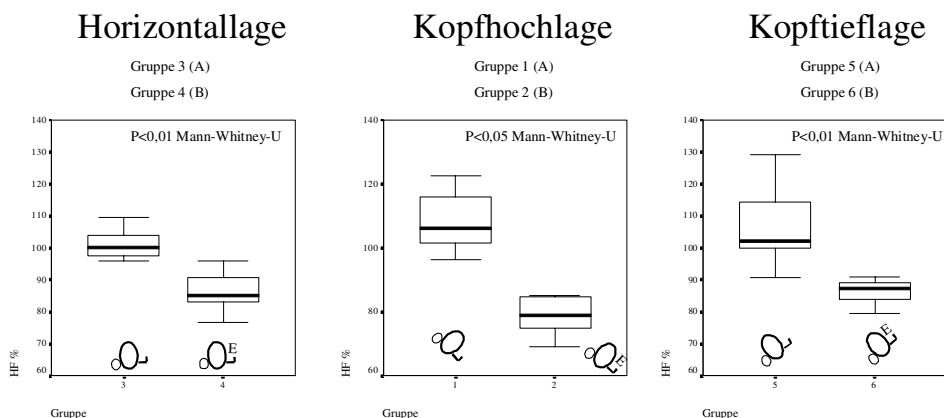 Horizontallage
Gruppe 3 (A)
Gruppe 4 (B)
P<0,01 Mann-Whitney-U
140
130
120
110
100
90
80
70
60
HF %
E
L
L
3
4
Gruppe
Kopfhochlage
Gruppe 1 (A)
Gruppe 2 (B)
P<0,05 Mann-Whitney-U
140
120
100
80
60
HF %
L
E
L
1
2
Gruppe
Kopftieflage
Gruppe 5 (A)
Gruppe 6 (B)
P<0,01 Mann-Whitney-U
140
130
120
110
100
90
80
70
60
HF %
L
E
L
5
6
Gruppe